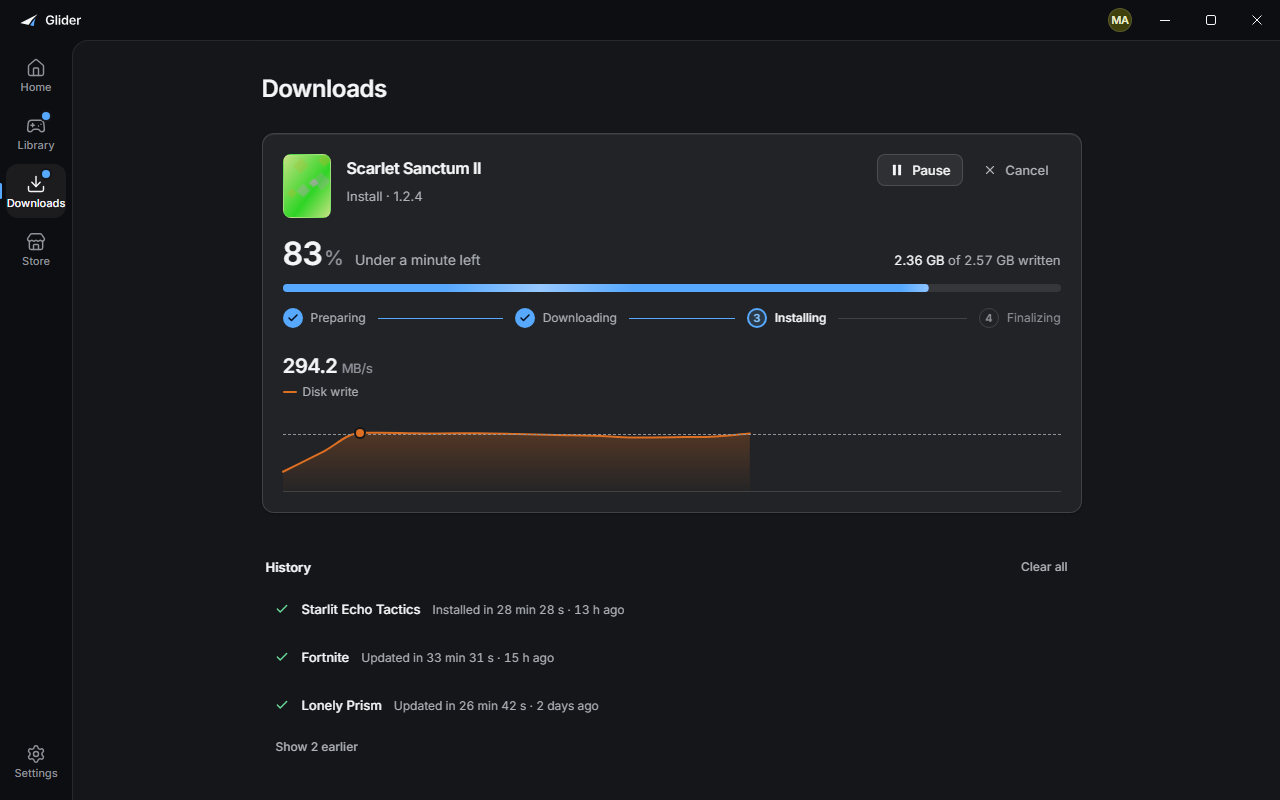 Glider
MA
Home
Library
Downloads
Store
Settings
Downloads
Scarlet Sanctum II
Install · 1.2.4
Pause
Cancel
83% Under a minute left
2.36 GB of 2.57 GB written
Preparing
Downloading
3 Installing
4 Finalizing
294.2 MB/s
Disk write
History
Clear all
Starlit Echo Tactics Installed in 28 min 28 s · 13 h ago
Fortnite Updated in 33 min 31 s · 15 h ago
Lonely Prism Updated in 26 min 42 s · 2 days ago
Show 2 earlier